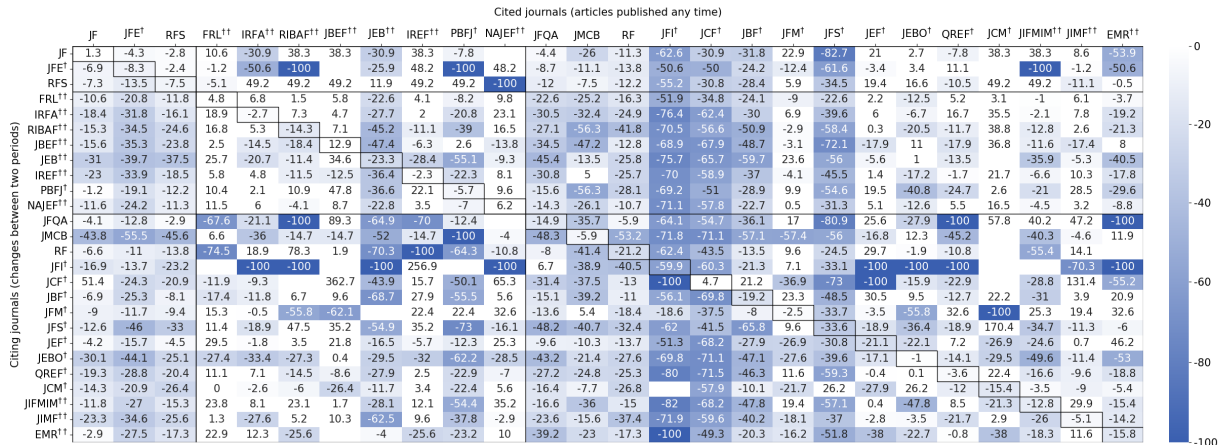 Cited journals (articles published any time)
JF JFE† RFS FRL†† IRFA†† RIBAF†† JBEF†† JEB†† IREF†† PBFJ† NAJEF†† JFQA JMCB RF JFI† JCF† JBF† JFM† JFS† JEF† JEBO† QREF† JCM† JIFMIM†† JIMF†† EMR††
Citing journals (changes between two periods)
JF 1.3 -4.3 -2.8 10.6 -30.9 38.3 38.3 -30.9 38.3 -7.8 -4.4 -26 -11.3 -62.6 -30.9 -31.8 22.9 -82.7 21 2.7 -7.8 38.3 38.3 8.6 -53.9
JFE† -6.9 -8.3 -2.4 -1.2 -50.6 -100 -25.9 48.2 -100 48.2 -8.7 -11.1 -13.8 -50.6 -50 -24.2 -12.4 -61.6 -3.4 3.4 11.1 -100 -1.2 -50.6
RFS -7.3 -13.5 -7.5 -5.1 49.2 49.2 49.2 11.9 49.2 49.2 -100 -12 -7.5 -12.2 -55.2 -30.8 -28.4 5.9 -34.5 19.4 16.6 -0.5 49.2 49.2 -11.1 -0.5
FRL†† -10.6 -20.8 -11.8 4.8 6.8 1.5 5.8 -22.6 4.1 -8.2 9.8 -22.6 -25.2 -16.3 -51.9 -34.8 -24.1 -9 -22.6 2.2 -12.5 5.2 3.1 -1 6.1 -3.7
IRFA†† -18.4 -31.8 -16.1 18.9 -2.7 7.3 4.7 -27.7 2 -20.8 23.1 -30.5 -32.4 -24.9 -76.4 -62.4 -30 6.9 -39.6 6 -6.7 16.7 35.5 -2.1 7.8 -19.2
RIBAF†† -15.3 -34.5 -24.6 16.8 5.3 -14.3 7.1 -45.2 -11.1 -39 16.5 -27.1 -56.3 -41.8 -70.5 -56.6 -50.9 -2.9 -58.4 0.3 -20.5 -11.7 38.8 -12.8 2.6 -21.3
JBEF†† -15.6 -35.3 -23.8 2.5 -14.5 -18.4 12.9 -47.4 -6.3 2.6 -13.8 -34.5 -47.2 -12.8 -68.9 -67.9 -48.7 -3.1 -72.1 -17.9 11 -17.9 36.8 -11.6 -17.4 8
JEB†† -31 -39.7 -37.5 25.7 -20.7 -11.4 34.6 -23.3 -28.4 -55.1 -9.3 -45.4 -13.5 -25.8 -75.7 -65.7 -59.7 23.6 -56 -5.6 1 -13.5 -35.9 -5.3 -40.5
IREF†† -23 -33.9 -18.5 5.8 4.8 -11.5 -12.5 -36.4 -2.3 -22.3 8.1 -30.8 5 -25.7 -70 -58.9 -37 -4.1 -45.5 1.4 -17.2 -1.7 21.7 -6.6 10.3 -17.8
PBFJ† -1.2 -19.1 -12.2 10.4 2.1 10.9 47.8 -36.6 22.1 -5.7 9.6 -15.6 -56.3 -28.1 -69.2 -51 -28.9 9.9 -54.6 19.5 -40.8 -24.7 2.6 -21 28.5 -29.6
NAJEF†† -11.6 -24.2 -11.3 11.5 6 -4.1 8.7 -22.8 3.5 -7 6.2 -14.4 -26.1 -10.7 -71.1 -57.8 -22.7 0.5 -31.3 5.1 -12.6 5.5 16.5 -4.5 3.2 -8.8
JFQA -4.1 -12.8 -2.9 -67.6 -21.1 -100 89.3 -64.9 -70 -12.4 -14.9 -35.7 -5.9 -64.1 -54.7 -36.1 17 -80.9 25.6 -27.9 -100 57.8 40.2 47.2 -100
JMCB -43.8 -55.5 -45.6 6.6 -36 -14.7 -14.7 -52 -14.7 -100 -4 -48.3 -5.9 -53.2 -71.8 -71.1 -57.1 -57.4 -56 -16.8 12.3 -45.2 -40.3 -4.6 11.9
RF -6.6 -11 -13.8 -74.5 18.9 78.3 1.9 -70.3 -100 -64.3 -10.8 -8 -41.4 -21.2 -62.4 -43.5 -13.5 9.6 -24.5 29.7 -1.9 -10.8 -55.4 14.1
JFI† -16.9 -13.7 -23.2 -100 -100 -100 256.9 -100 6.7 -38.9 -40.5 -59.9 -60.3 -21.3 7.1 -33.1 -100 -100 -100 -70.3 -100
JCF† 51.4 -24.3 -20.9 -11.9 -9.3 362.7 -43.9 15.7 -50.1 65.3 -31.4 -37.5 -13 -100 4.7 21.2 -36.9 -73 -100 -15.9 -22.9 -28.8 131.4 -55.2
JBF† -6.9 -25.3 -8.1 -17.4 -11.8 6.7 9.6 -68.7 -27.8 -55.5 5.6 -15.1 -32.7 -11 -56.1 -69.8 -19.2 23.3 -48.5 30.5 9.5 -12.7 22.2 -31 3.9 20.9
JFM† -9 -11.7 -9.4 15.3 -0.5 -55.8 -62.1 22.4 22.4 32.6 -13.6 5.4 -18.4 -18.6 -37.5 -8 -2.5 -33.7 -3.5 -55.8 32.6 -100 25.3 19.4 32.6
JFS† -12.6 -46 -33 11.4 -18.9 47.5 35.2 -54.9 35.2 -73 -16.1 -48.2 -40.7 -32.4 -62 -41.5 -65.8 9.6 -33.6 -18.9 -36.4 -18.9 170.4 -34.7 -11.3 -6
JEF† -4.2 -15.7 -4.5 29.5 -1.8 3.5 21.8 -16.5 -5.7 -12.3 25.3 -11.7 -23.9 -9.3 -51.3 -68.2 -27.9 -2.8 -30.8 -21.1 -22.1 7.2 -26.9 -24.6 -0.9 46.2
JEBO† -30.1 -44.1 -25.1 -27.4 -33.4 -27.3 0.4 -29.5 -32 -62.2 -28.5 -43.2 -21.6 -27.9 -69.8 -71.1 -47.1 -27.6 -39.6 -17.1 -1 -14.1 -29.5 -49.6 -11.4 -53
QREF† -19.3 -28.8 -20.4 11.1 7.1 -14.5 -8.6 -27.9 -3.6 -22.9 -7 -27.2 -24.8 -25.3 -80 -71.5 -46.3 11.6 -59.3 -0.4 0.1 -3.6 22.4 -16.6 -9.6 -18.8
JCM† -14.3 -20.9 -26.4 0 -2.6 -6 -26.4 -11.7 3.4 -22.4 5.6 -16.4 -7.7 -26.8 -57.9 -10.1 -21.7 26.2 -27.9 26.2 -12 -15.4 -3.5 -9 -5.4
JIFMIM†† -11.8 -27 -15.3 23.8 8.1 23.1 1.7 -28.1 12.1 -54.4 35.2 -16.6 -36 -15 -82 -68.2 -18.4 -7.7 -57.1 0.4 -47.8 8.5 -21.3 -12.8 29.9 -15.4
JIMF†† -23.3 -34.6 -25.6 1.3 -27.6 5.2 10.3 -62.5 9.6 -37.8 -2.9 -23.6 -15.6 -37.4 -71.9 -61.9 -40.2 -18.1 -37 -2.8 -3.5 -21.7 2.9 -26 -5.1 -14.2
EMR†† -2.9 -27.5 -17.3 22.9 12.3 -25.6 -4 -25.6 -23.2 10 -39.2 -23 -17.3 -100 -49.3 -20.3 -16.2 -51.8 -38 -22.7 -0.8 -38 -18.6 11.8 -15.8
0
-20
-40
-60
-80
-100